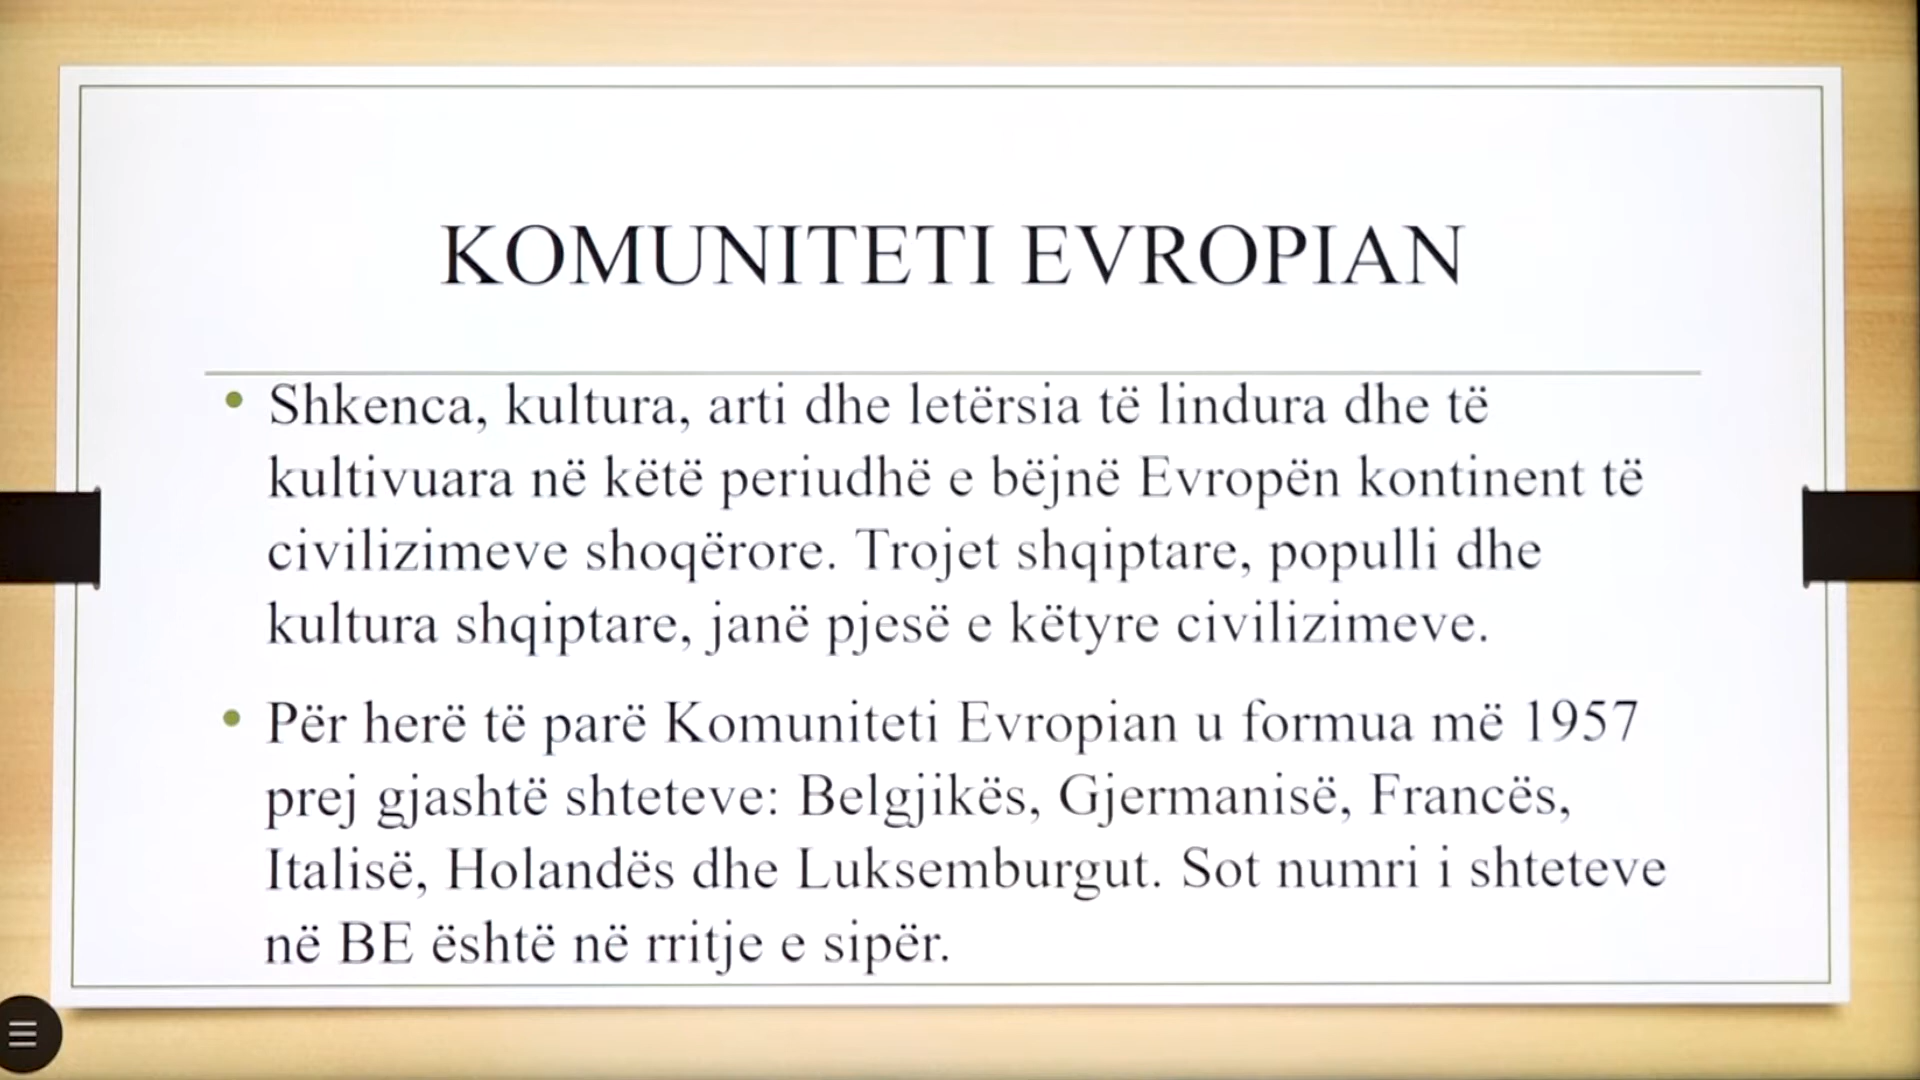 KOMUNITETI EVROPIAN
• Shkenca, kultura, arti dhe letërsia të lindura dhe të
kultivuara në këtë periudhë e bëjnë Evropën kontinent të
civilizimeve shoqërore. Trojet shqiptare, populli dhe
kultura shqiptare, janë pjesë e këtyre civilizimeve.
• Për herë të parë Komuniteti Evropian u formua më 1957
prej gjashtë shteteve: Belgjikës, Gjermanisë, Francës,
Italisë, Holandës dhe Luksemburgut. Sot numri i shteteve
në BE është në rritje e sipër.